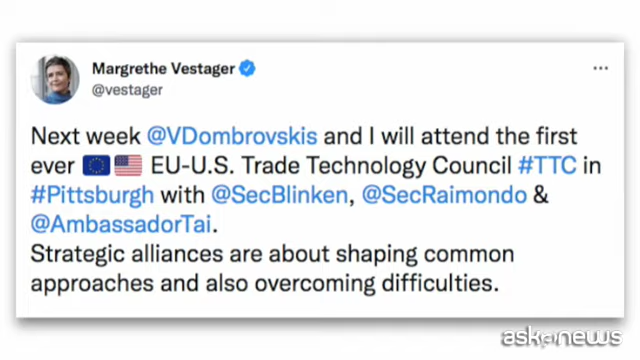 Margrethe Vestager
@vestager
Next week @VDombrovskis and I will attend the first
ever 🇪🇺🇺🇸 EU-U.S. Trade Technology Council #TTC in
#Pittsburgh with @SecBlinken, @SecRaimondo &
@AmbassadorTai.
Strategic alliances are about shaping common
approaches and also overcoming difficulties.
askanews